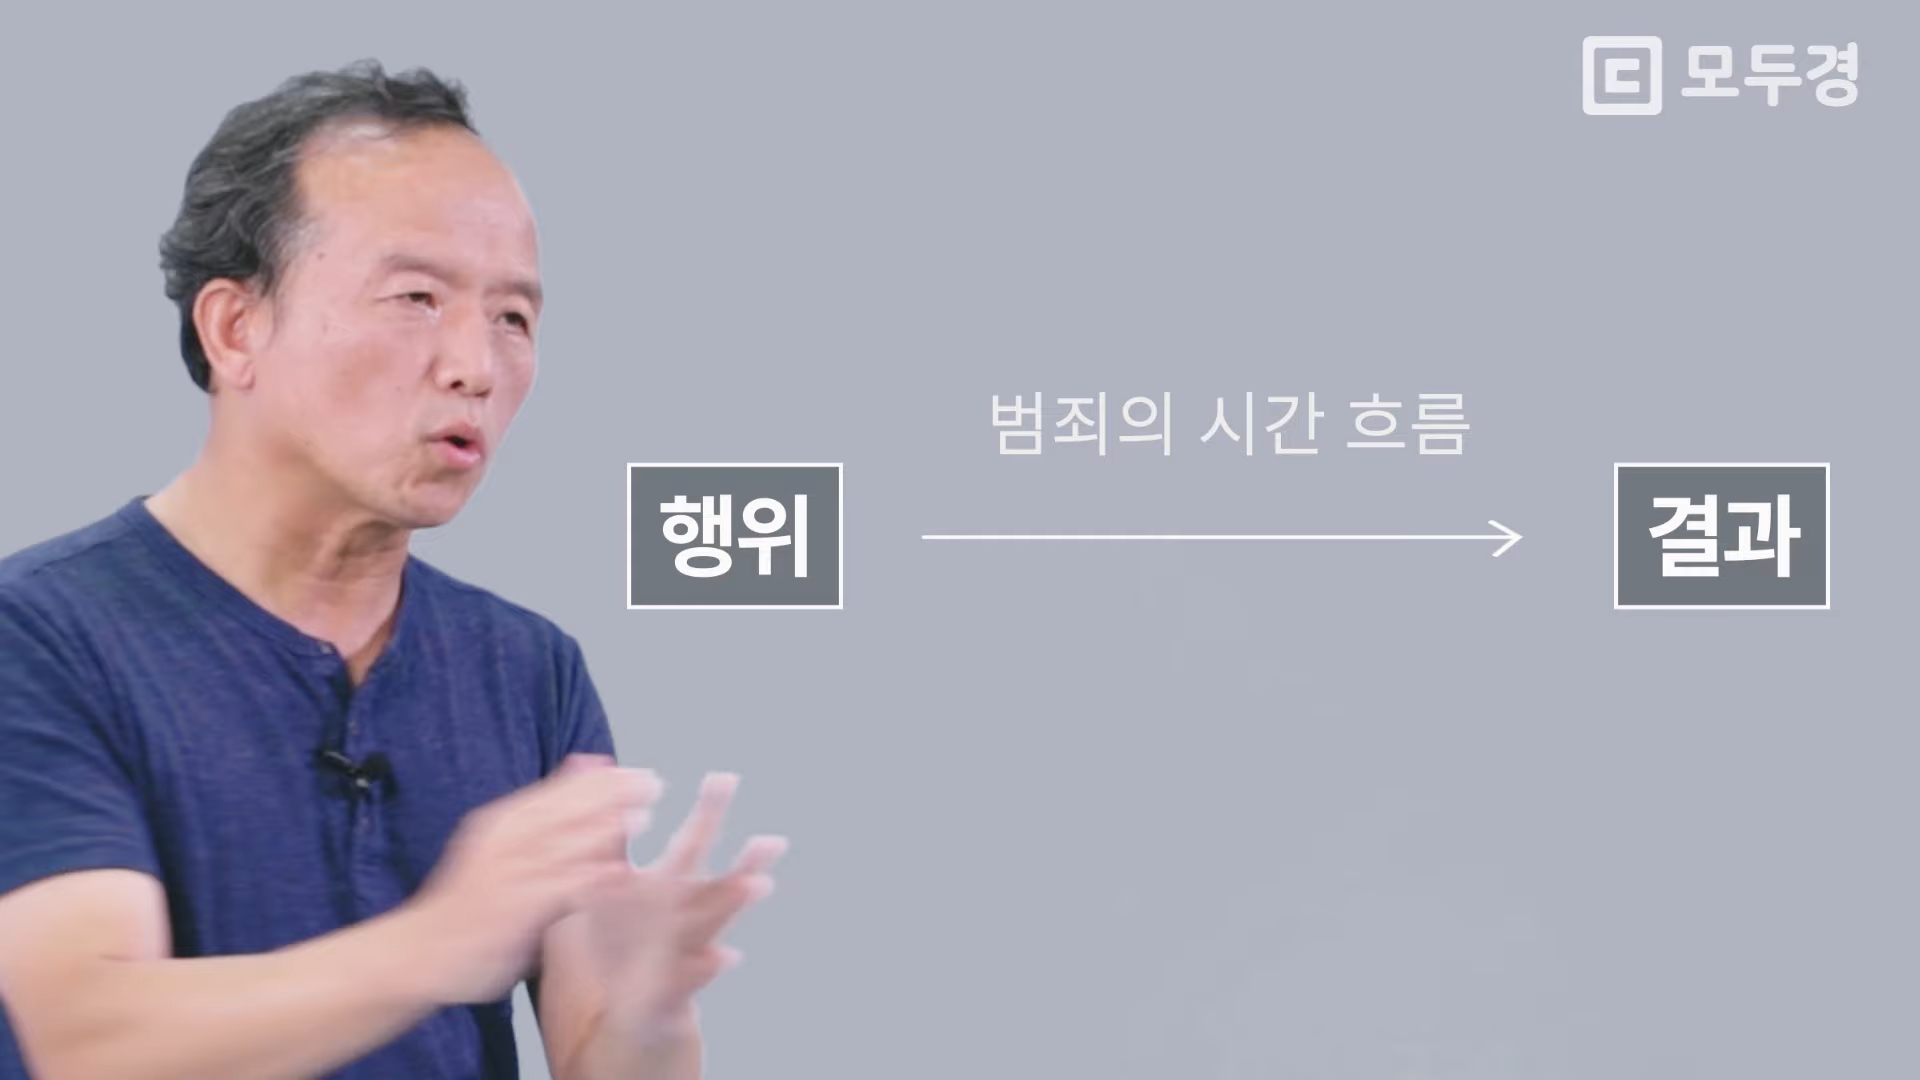 모두경
범죄의 시간 흐름
행위
결과